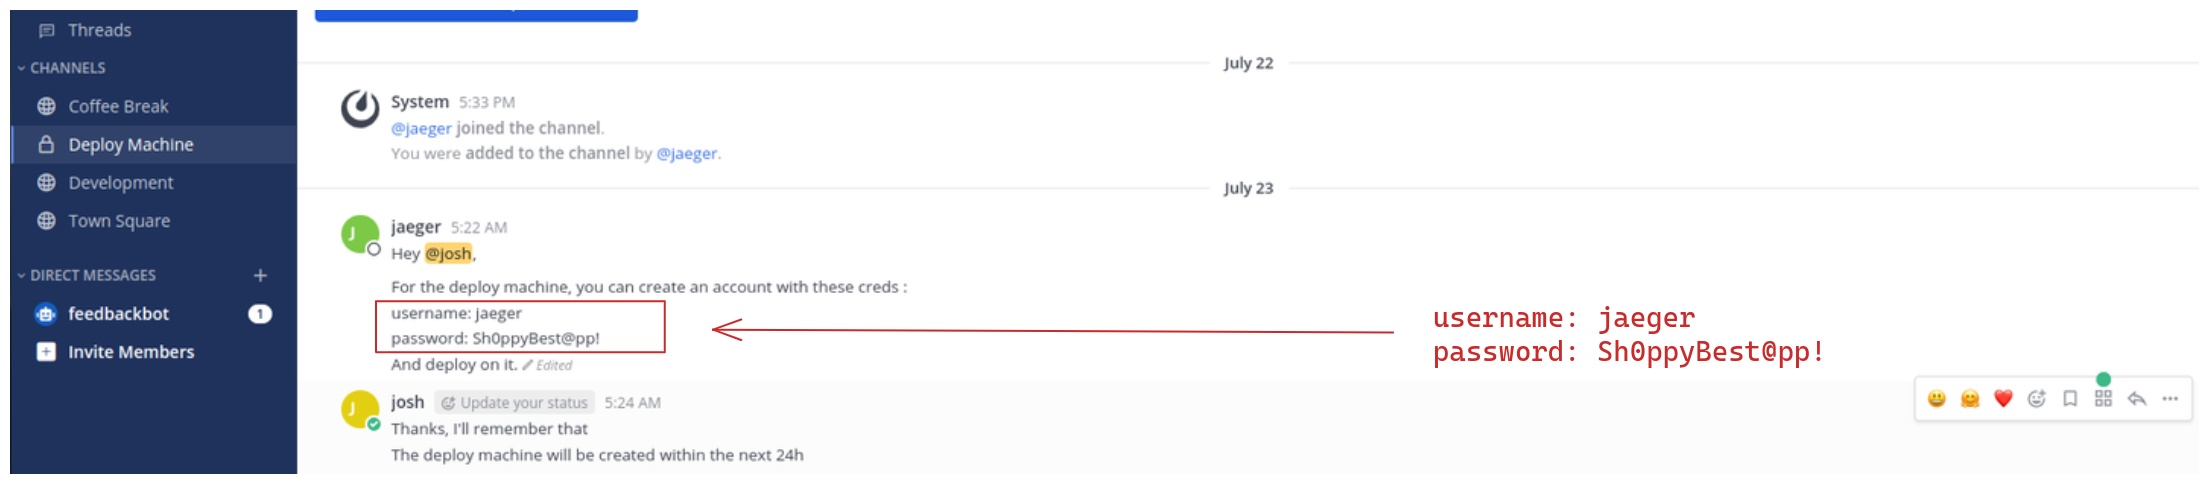 Threads
CHANNELS
Coffee Break
Deploy Machine
Development
Town Square
DIRECT MESSAGES +
feedbackbot 1
Invite Members
July 22
System 5:33 PM
@jaeger joined the channel.
You were added to the channel by @jaeger.
July 23
J
jaeger 5:22 AM
Hey @josh,
For the deploy machine, you can create an account with these creds :
username: jaeger
password: Sh0ppyBest@pp!
And deploy on it. Edited
username: jaeger
password: Sh0ppyBest@pp!
J
josh Update your status 5:24 AM
Thanks, I'll remember that
The deploy machine will be created within the next 24h